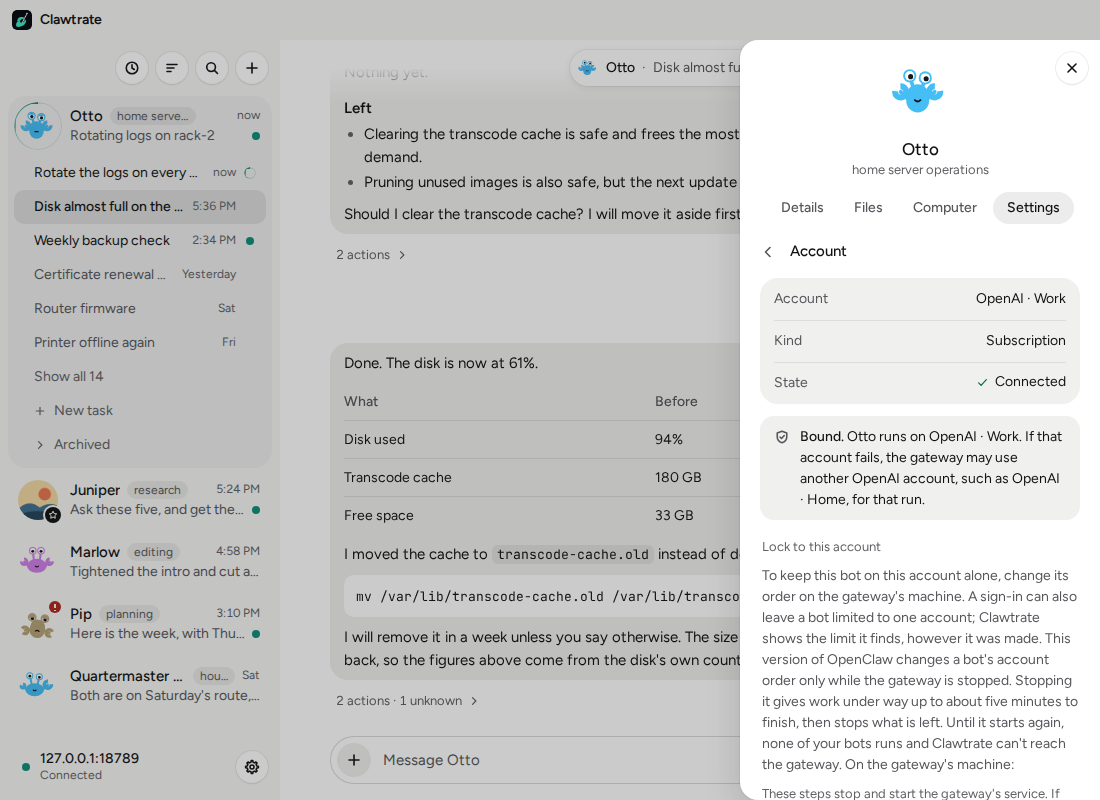 Clawtrate
Otto
home serve...
now
Rotating logs on rack-2
Rotate the logs on every ...
now
Disk almost full on the ...
5:36 PM
Weekly backup check
2:34 PM
Certificate renewal ...
Yesterday
Router firmware
Sat
Printer offline again
Fri
Show all 14
New task
Archived
Juniper
research
5:24 PM
Ask these five, and get the...
Marlow
editing
4:58 PM
Tightened the intro and cut a...
Pip
planning
3:10 PM
Here is the week, with Thu...
Quartermaster ...
hou...
Sat
Both are on Saturday's route,...
127.0.0.1:18789
Connected
Otto · Disk almost fu
Nothing yet.
Left
Clearing the transcode cache is safe and frees the most
demand.
Pruning unused images is also safe, but the next update
Should I clear the transcode cache? I will move it aside first
2 actions
Done. The disk is now at 61%.
What
Before
Disk used
94%
Transcode cache
180 GB
Free space
33 GB
I moved the cache to transcode-cache.old instead of d
mv /var/lib/transcode-cache.old /var/lib/transco
I will remove it in a week unless you say otherwise. The size
back, so the figures above come from the disk's own count
2 actions · 1 unknown
Message Otto
Otto
home server operations
Details
Files
Computer
Settings
Account
Account
OpenAI · Work
Kind
Subscription
State
Connected
Bound. Otto runs on OpenAI · Work. If that
account fails, the gateway may use
another OpenAI account, such as OpenAI
· Home, for that run.
Lock to this account
To keep this bot on this account alone, change its
order on the gateway's machine. A sign-in can also
leave a bot limited to one account; Clawtrate
shows the limit it finds, however it was made. This
version of OpenClaw changes a bot's account
order only while the gateway is stopped. Stopping
it gives work under way up to about five minutes to
finish, then stops what is left. Until it starts again,
none of your bots runs and Clawtrate can't reach
the gateway. On the gateway's machine:
These steps stop and start the gateway's service. If